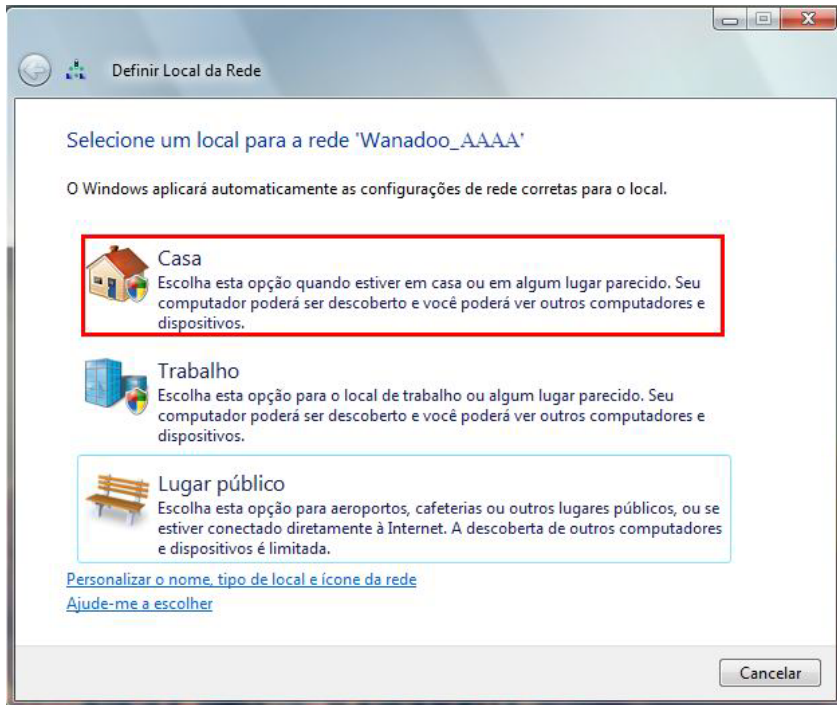 Definir Local da Rede
Selecione um local para a rede 'Wanadoo_AAAA'
O Windows aplicará automaticamente as configurações de rede corretas para o local.
Casa
Escolha esta opção quando estiver em casa ou em algum lugar parecido. Seu
computador poderá ser descoberto e você poderá ver outros computadores e
dispositivos.
Trabalho
Escolha esta opção para o local de trabalho ou algum lugar parecido. Seu
computador poderá ser descoberto e você poderá ver outros computadores e
dispositivos.
Lugar público
Escolha esta opção para aeroportos, cafeterias ou outros lugares públicos, ou se
estiver conectado diretamente à Internet. A descoberta de outros computadores
e dispositivos é limitada.
Personalizar o nome, tipo de local e ícone da rede
Ajude-me a escolher
Cancelar